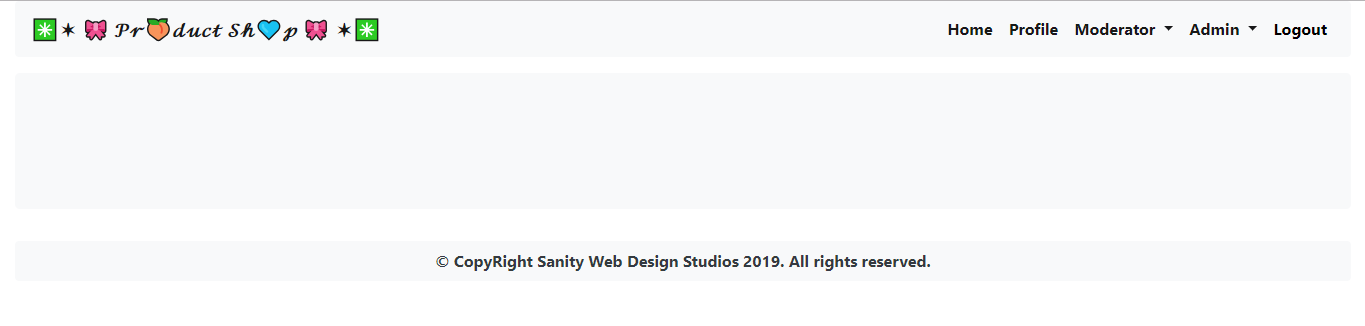 ✳️✶ 🎀 𝒫𝓇🍑𝒹𝓊𝒸𝓉 𝒮𝒽💙𝓅 🎀 ✶✳️
Home Profile Moderator Admin Logout
© CopyRight Sanity Web Design Studios 2019. All rights reserved.